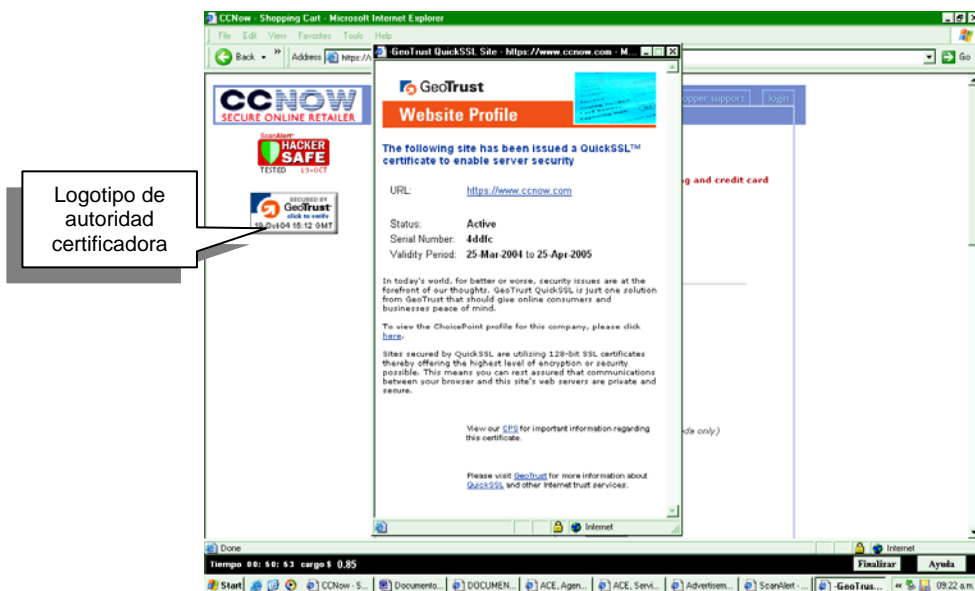 CCNow - Shopping Cart - Microsoft Internet Explorer
File Edit View Favorites Tools Help
Back
Address
Go
-GeoTrust QuickSSL Site - https://www.ccnow.com - M...
CCNOW
SECURE ONLINE RETAILER
opper support
login
ScanAlert
HACKER
SAFE
TESTED 19-OCT
g and credit card
SECURED BY
GeoTrust
click to verify
19-Oct-04 15:12 GMT
Logotipo de
autoridad
certificadora
GeoTrust
Website Profile
The following site has been issued a QuickSSL™
certificate to enable server security
URL: https://www.ccnow.com
Status: Active
Serial Number: 4ddfc
Validity Period: 25-Mar-2004 to 25-Apr-2005
In today's world, for better or worse, security issues are at the
forefront of our thoughts. GeoTrust QuickSSL is just one solution
from GeoTrust that should give online consumers and
businesses peace of mind.
To view the ChoicePoint profile for this company, please click
here.
Sites secured by QuickSSL are utilizing 128-bit SSL certificates
thereby offering the highest level of encryption or security
possible. This means you can rest assured that communications
between your browser and this site's web servers are private and
secure.
View our CPS for important information regarding
this certificate.
ds only)
Please visit GeoTrust for more information about
QuickSSL and other Internet trust services.
Internet
Done
Internet
Tiempo 00: 50: 53 cargo $ 0.85
Finalizar
Ayuda
Start
CCNow - S...
Documento...
DOCUMEN...
ACE, Agen...
ACE, Servi...
Advertisem...
ScanAlert - ...
-GeoTrus...
09:22 a.m.